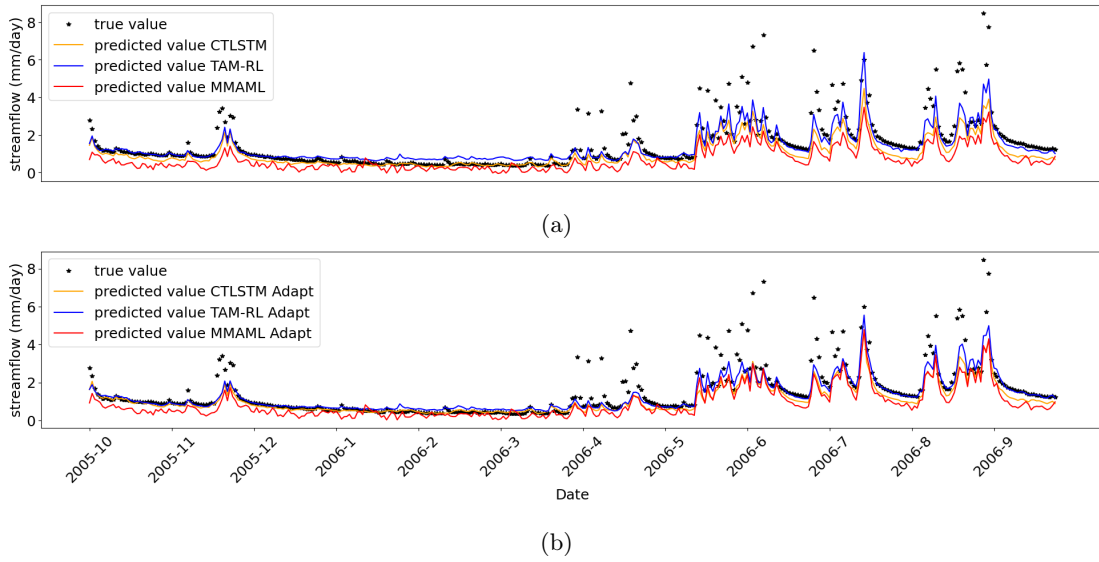 8
6
4
2
0
streamflow (mm/day)
true value
predicted value CTLSTM
predicted value TAM-RL
predicted value MMAML
(a)
8
6
4
2
0
streamflow (mm/day)
true value
predicted value CTLSTM Adapt
predicted value TAM-RL Adapt
predicted value MMAML Adapt
2005-10
2005-11
2005-12
2006-1
2006-2
2006-3
2006-4
2006-5
2006-6
2006-7
2006-8
2006-9
Date
(b)